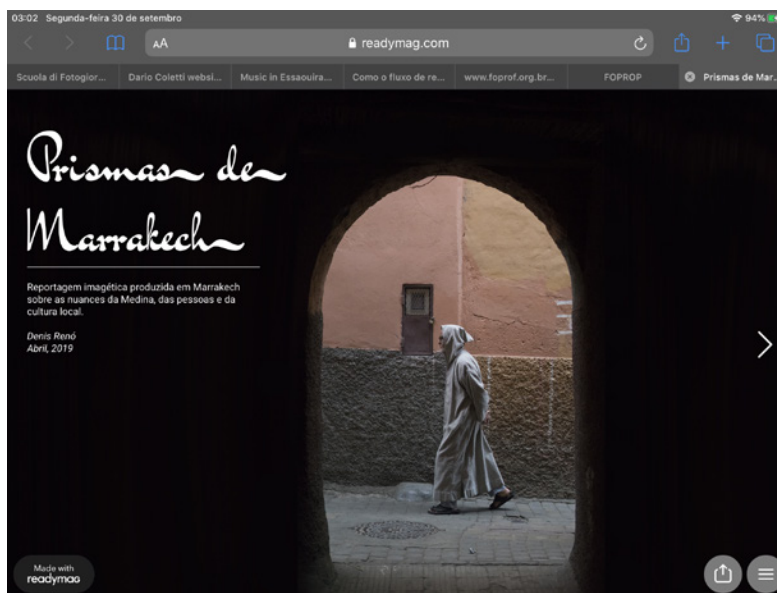 03:02 Segunda-feira 30 de setembro
94%
AA
readymag.com
Scuola di Fotogior...
Dario Coletti websi...
Music in Essaouira...
Como o fluxo de re...
www.foprof.org.br...
FOPROP
Prismas de Mar...
Prismas de
Marrakech
Reportagem imagética produzida em Marrakech
sobre as nuances da Medina, das pessoas e da
cultura local.
Denis Renó
Abril, 2019
Made with
readymag